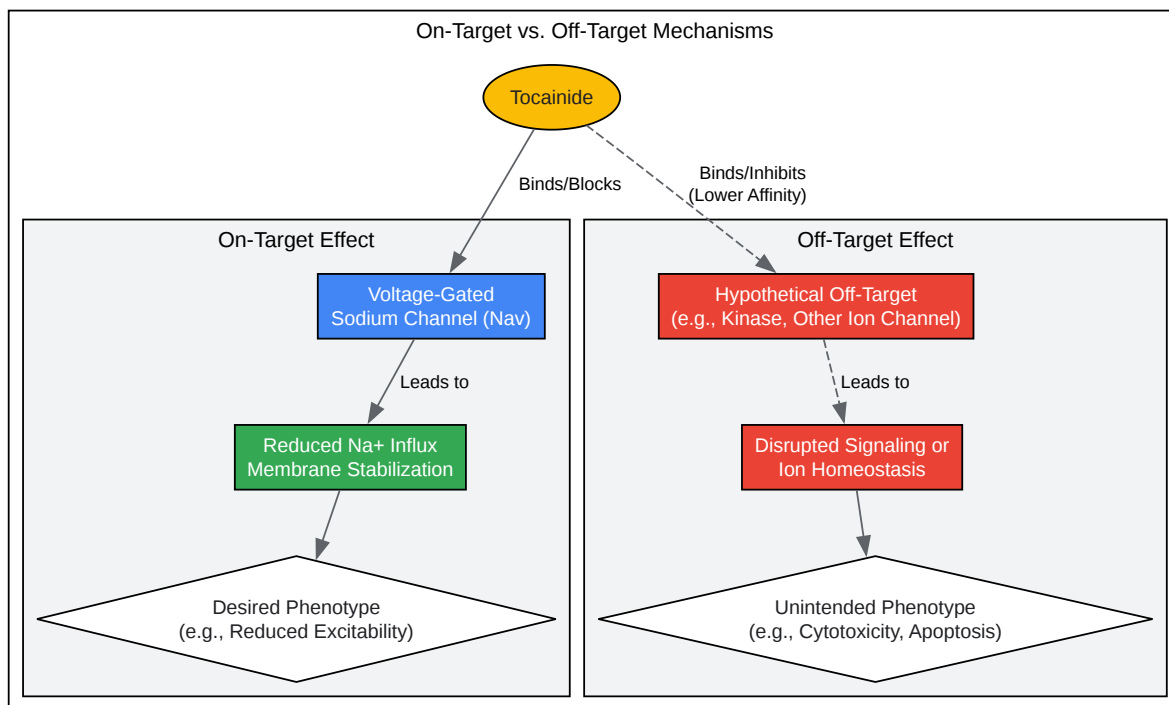 On-Target vs. Off-Target Mechanisms
Tocainide
Binds/Blocks
Binds/Inhibits
(Lower Affinity)
On-Target Effect
Voltage-Gated
Sodium Channel (Nav)
Leads to
Reduced Na+ Influx
Membrane Stabilization
Desired Phenotype
(e.g., Reduced Excitability)
Off-Target Effect
Hypothetical Off-Target
(e.g., Kinase, Other Ion Channel)
Leads to
Disrupted Signaling or
Ion Homeostasis
Unintended Phenotype
(e.g., Cytotoxicity, Apoptosis)